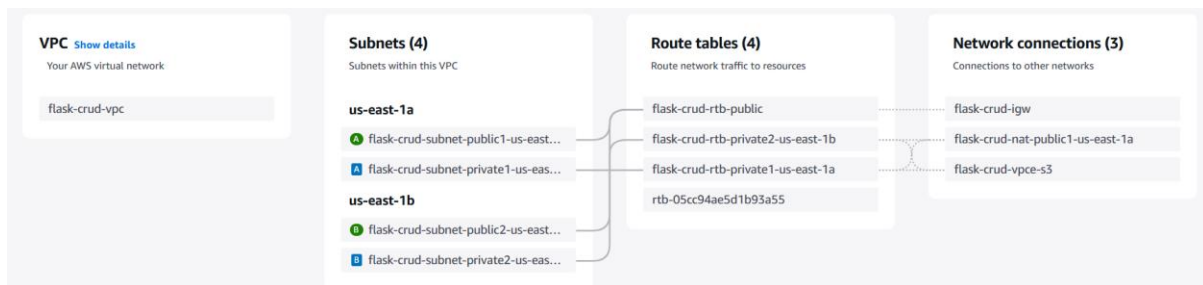 VPC Show details
Your AWS virtual network
flask-crud-vpc
Subnets (4)
Subnets within this VPC
us-east-1a
A flask-crud-subnet-public1-us-east...
A flask-crud-subnet-private1-us-eas...
us-east-1b
B flask-crud-subnet-public2-us-east...
B flask-crud-subnet-private2-us-eas...
Route tables (4)
Route network traffic to resources
flask-crud-rtb-public
flask-crud-rtb-private2-us-east-1b
flask-crud-rtb-private1-us-east-1a
rtb-05cc94ae5d1b93a55
Network connections (3)
Connections to other networks
flask-crud-igw
flask-crud-nat-public1-us-east-1a
flask-crud-vpce-s3